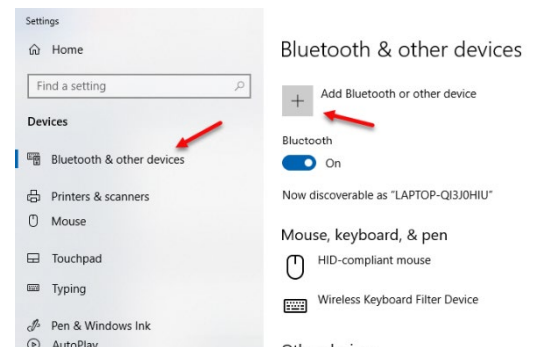 Settings
Home
Find a setting
Devices
Bluetooth & other devices
Printers & scanners
Mouse
Touchpad
Typing
Pen & Windows Ink
AutoPlay
Bluetooth & other devices
Add Bluetooth or other device
Bluetooth
On
Now discoverable as "LAPTOP-QI3J0HIU"
Mouse, keyboard, & pen
HID-compliant mouse
Wireless Keyboard Filter Device
Other devices